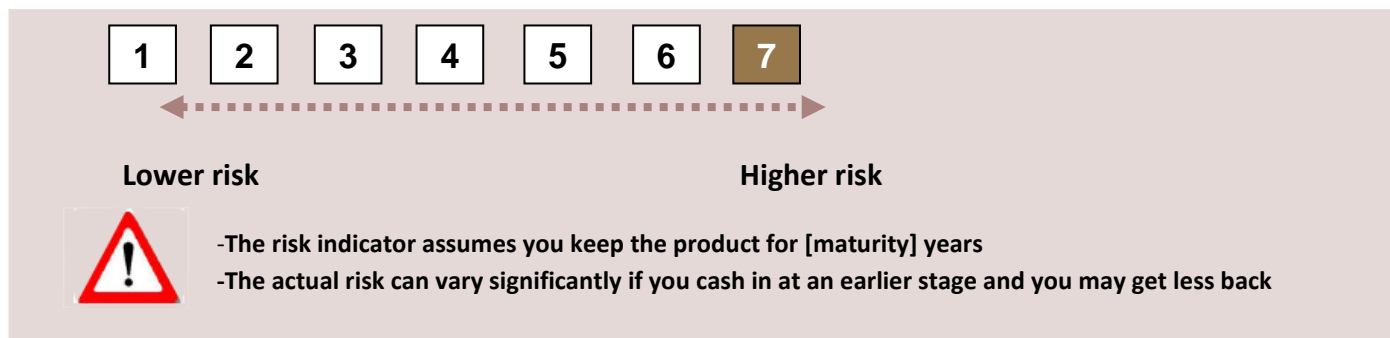 1 2 3 4 5 6 7
Lower risk Higher risk
-The risk indicator assumes you keep the product for [maturity] years
-The actual risk can vary significantly if you cash in at an earlier stage and you may get less back